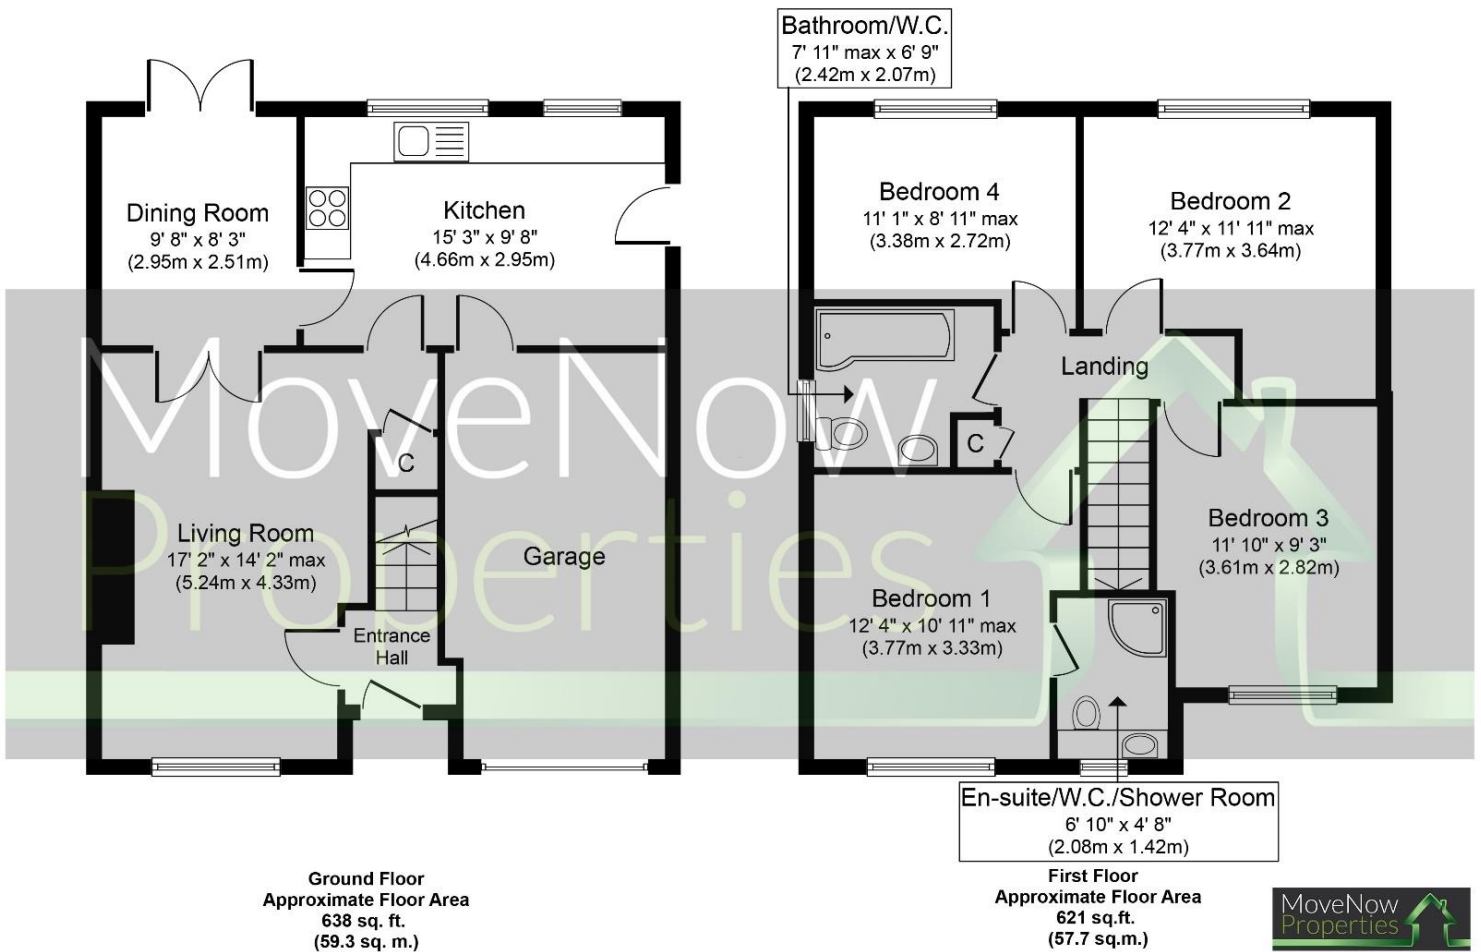 Bathroom/W.C.
7' 11" max x 6' 9"
(2.42m x 2.07m)
Dining Room
9' 8" x 8' 3"
(2.95m x 2.51m)
Kitchen
15' 3" x 9' 8"
(4.66m x 2.95m)
Bedroom 4
11' 1" x 8' 11" max
(3.38m x 2.72m)
Bedroom 2
12' 4" x 11' 11" max
(3.77m x 3.64m)
Landing
MoveNow
Properties
C
C
Living Room
17' 2" x 14' 2" max
(5.24m x 4.33m)
Garage
Entrance
Hall
Bedroom 3
11' 10" x 9' 3"
(3.61m x 2.82m)
Bedroom 1
12' 4" x 10' 11" max
(3.77m x 3.33m)
En-suite/W.C./Shower Room
6' 10" x 4' 8"
(2.08m x 1.42m)
Ground Floor
Approximate Floor Area
638 sq. ft.
(59.3 sq. m.)
First Floor
Approximate Floor Area
621 sq.ft.
(57.7 sq.m.)
MoveNow
Properties